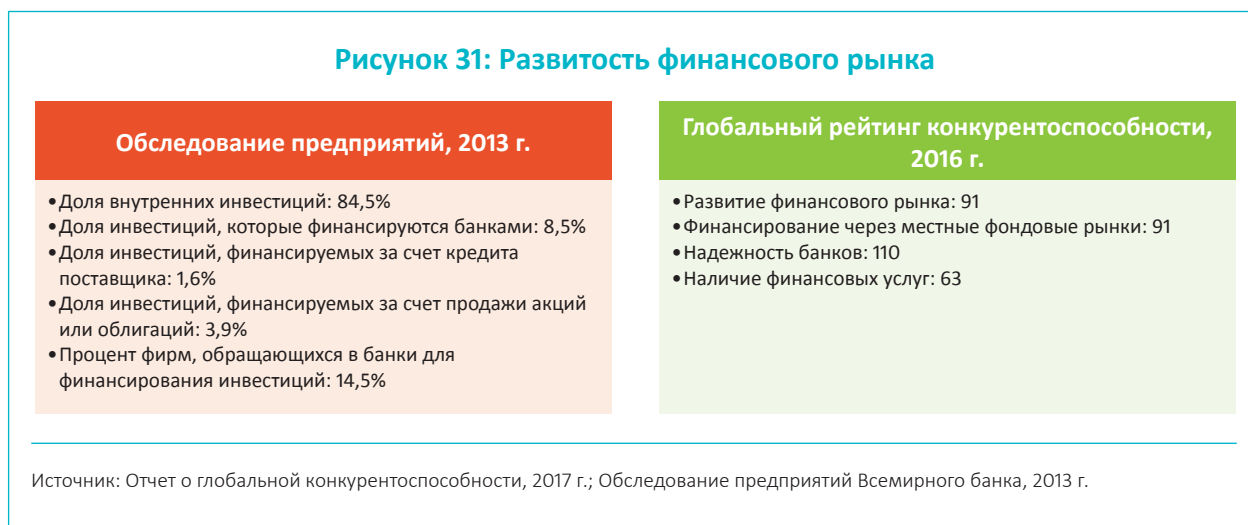 Рисунок 31: Развитость финансового рынка
Обследование предприятий, 2013 г.
•Доля внутренних инвестиций: 84,5%
•Доля инвестиций, которые финансируются банками: 8,5%
•Доля инвестиций, финансируемых за счет кредита
поставщика: 1,6%
•Доля инвестиций, финансируемых за счет продажи акций
или облигаций: 3,9%
•Процент фирм, обращающихся в банки для
финансирования инвестиций: 14,5%
Глобальный рейтинг конкурентоспособности,
2016 г.
•Развитие финансового рынка: 91
•Финансирование через местные фондовые рынки: 91
•Надежность банков: 110
•Наличие финансовых услуг: 63
Источник: Отчет о глобальной конкурентоспособности, 2017 г.; Обследование предприятий Всемирного банка, 2013 г.